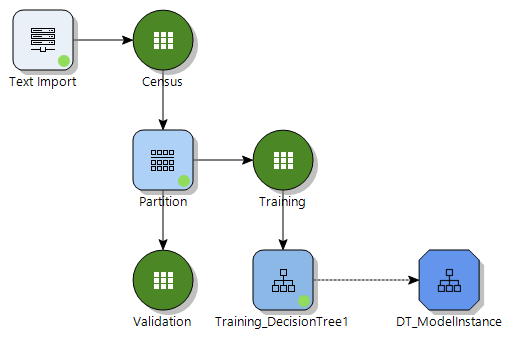 Text Import
Census
Partition
Training
Validation
Training_DecisionTree1
DT_ModelInstance